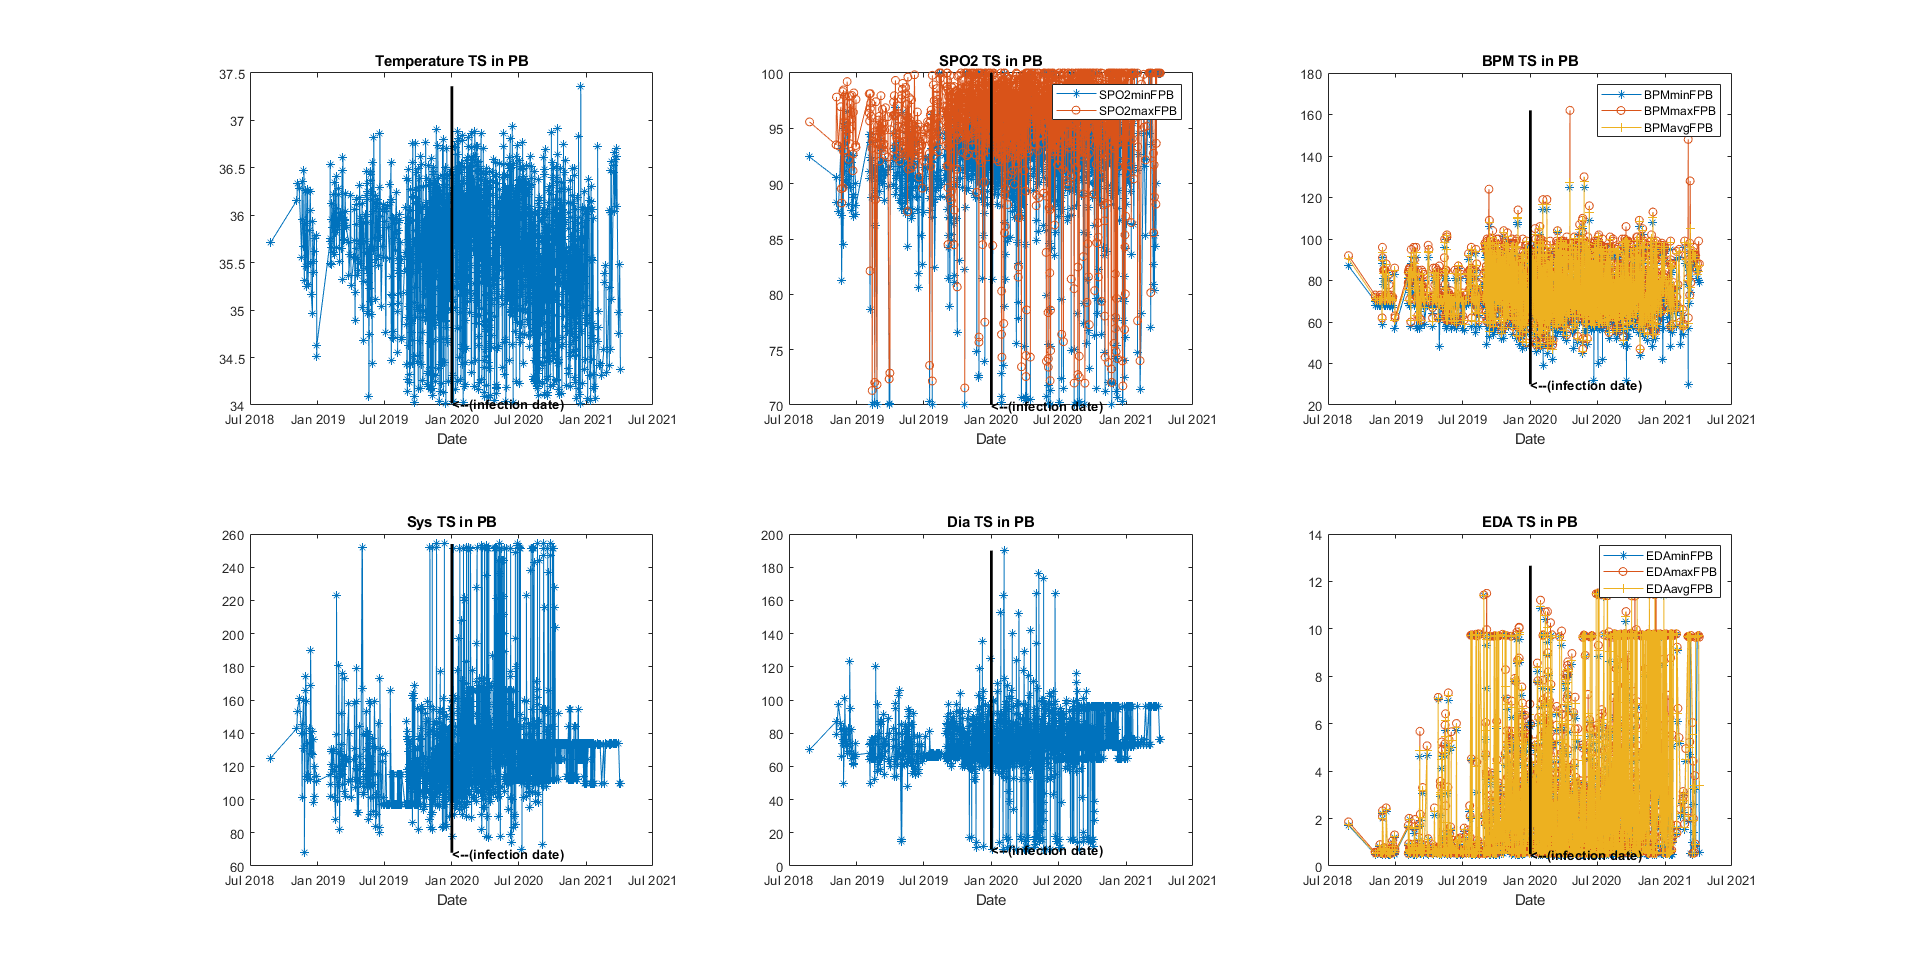 Temperature TS in PB
37.5
37
36.5
36
35.5
35
34.5
34
<--(infection date)
Jul 2018 Jan 2019 Jul 2019 Jan 2020 Jul 2020 Jan 2021 Jul 2021
Date
SPO2 TS in PB
100
95
90
85
80
75
70
SPO2minFPB
SPO2maxFPB
<--(infection date)
Jul 2018 Jan 2019 Jul 2019 Jan 2020 Jul 2020 Jan 2021 Jul 2021
Date
BPM TS in PB
180
160
140
120
100
80
60
40
20
BPMminFPB
BPMmaxFPB
BPMavgFPB
<--(infection date)
Jul 2018 Jan 2019 Jul 2019 Jan 2020 Jul 2020 Jan 2021 Jul 2021
Date
Sys TS in PB
260
240
220
200
180
160
140
120
100
80
60
<--(infection date)
Jul 2018 Jan 2019 Jul 2019 Jan 2020 Jul 2020 Jan 2021 Jul 2021
Date
Dia TS in PB
200
180
160
140
120
100
80
60
40
20
0
<--(infection date)
Jul 2018 Jan 2019 Jul 2019 Jan 2020 Jul 2020 Jan 2021 Jul 2021
Date
EDA TS in PB
14
12
10
8
6
4
2
0
EDAminFPB
EDAmaxFPB
EDAavgFPB
<--(infection date)
Jul 2018 Jan 2019 Jul 2019 Jan 2020 Jul 2020 Jan 2021 Jul 2021
Date